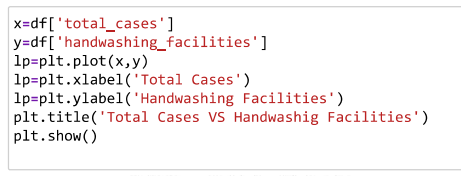 x=df['total_cases']
y=df['handwashing_facilities']
lp=plt.plot(x,y)
lp=plt.xlabel('Total Cases')
lp=plt.ylabel('Handwashing Facilities')
plt.title('Total Cases VS Handwashig Facilities')
plt.show()